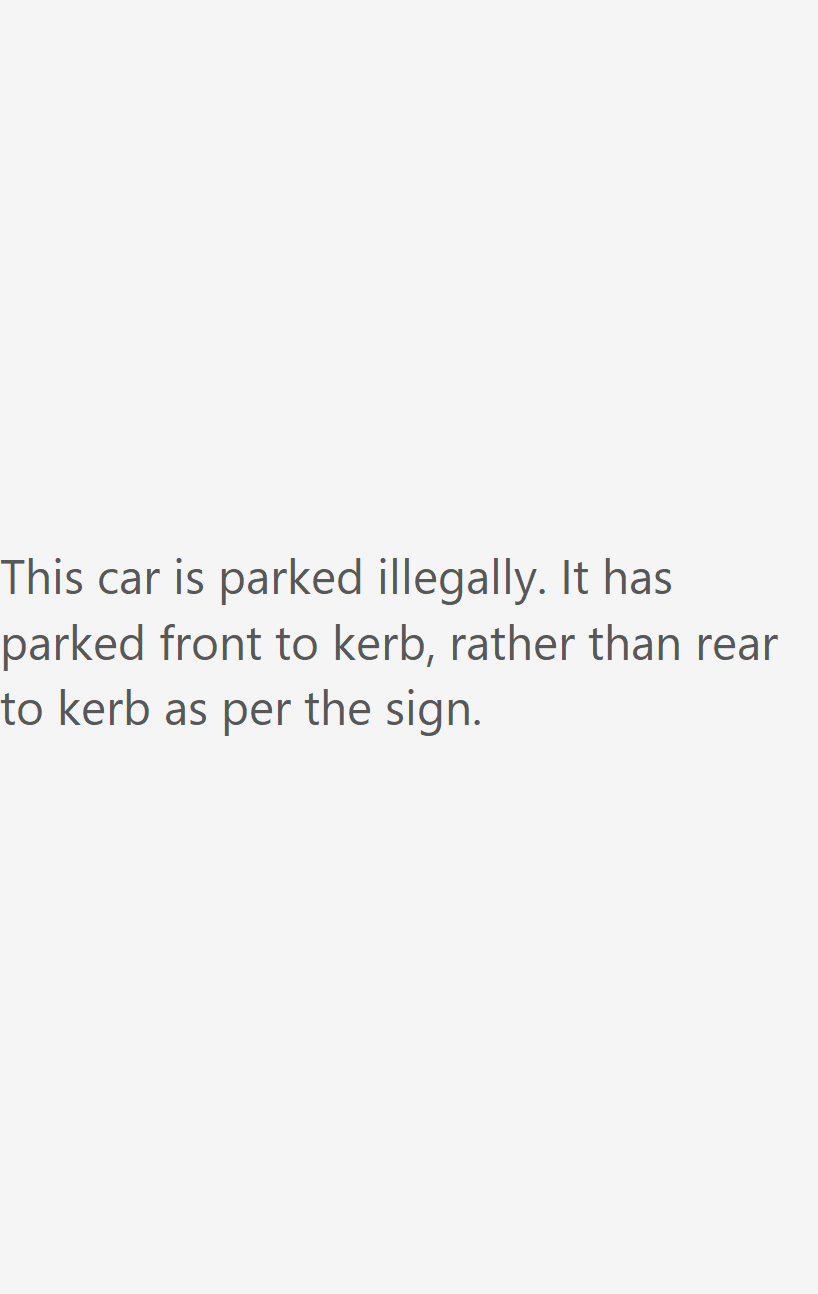 This car is parked illegally. It has
parked front to kerb, rather than rear
to kerb as per the sign.